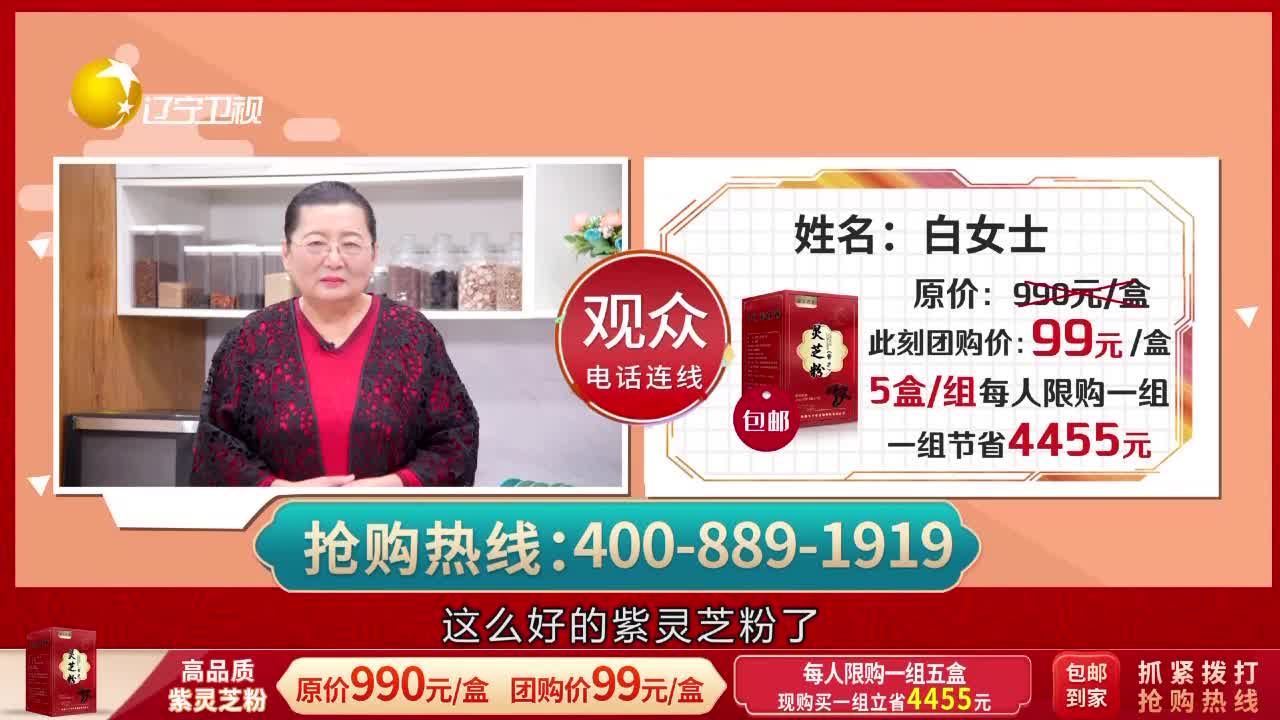 辽宁卫视
姓名：白女士
原价：990元/盒
此刻团购价：99元/盒
5盒/组每人限购一组
一组节省4455元
观众
电话连线
灵芝粉
包邮
抢购热线：400-889-1919
这么好的紫灵芝粉了
灵芝粉
高品质
紫灵芝粉
原价990元/盒 团购价99元/盒
每人限购一组五盒
现购买一组立省4455元
包邮
到家
抓紧拨打
抢购热线